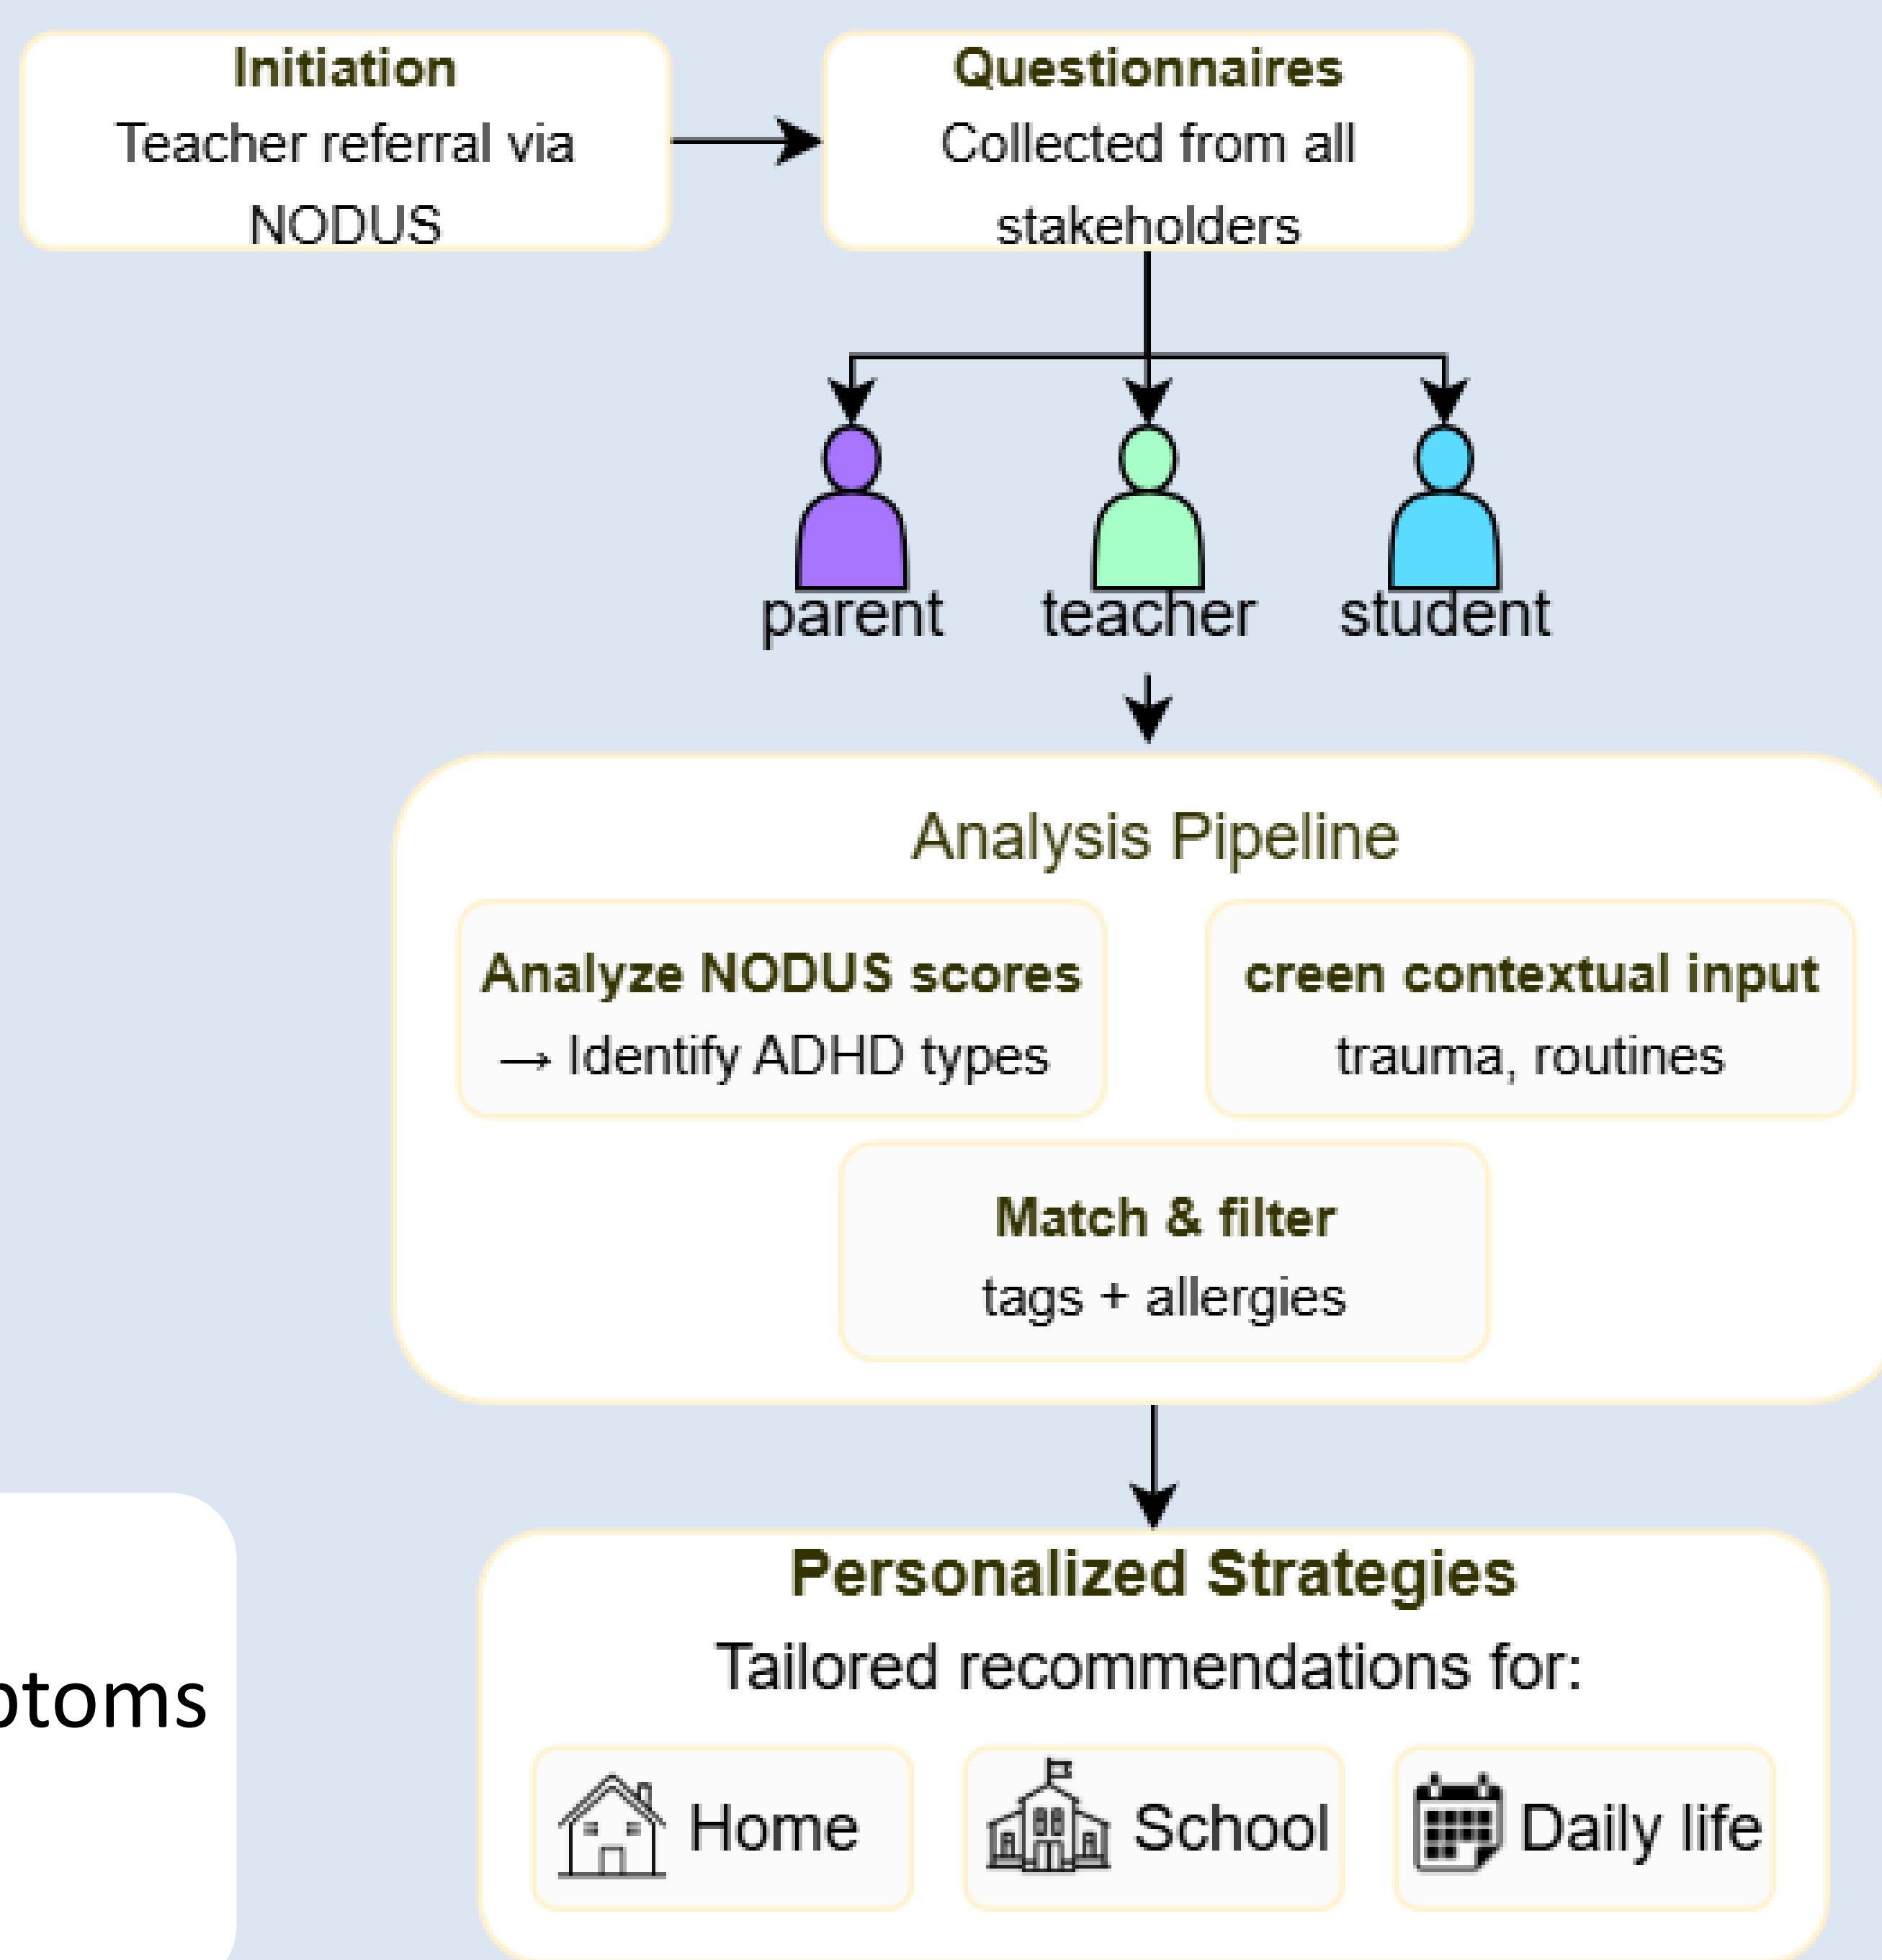 Initiation
Teacher referral via
NODUS
Questionnaires
Collected from all
stakeholders
parent
teacher
student
Analysis Pipeline
Analyze NODUS scores
→ Identify ADHD types
creen contextual input
trauma, routines
Match & filter
tags + allergies
Personalized Strategies
Tailored recommendations for:
Home
School
Daily life
ptoms